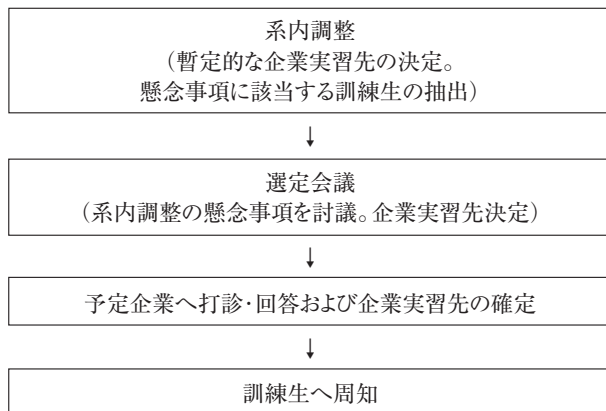 系内調整
（暫定的な企業実習先の決定。
懸念事項に該当する訓練生の抽出）
↓
選定会議
（系内調整の懸念事項を討議。企業実習先決定）
↓
予定企業へ打診・回答および企業実習先の確定
↓
訓練生へ周知